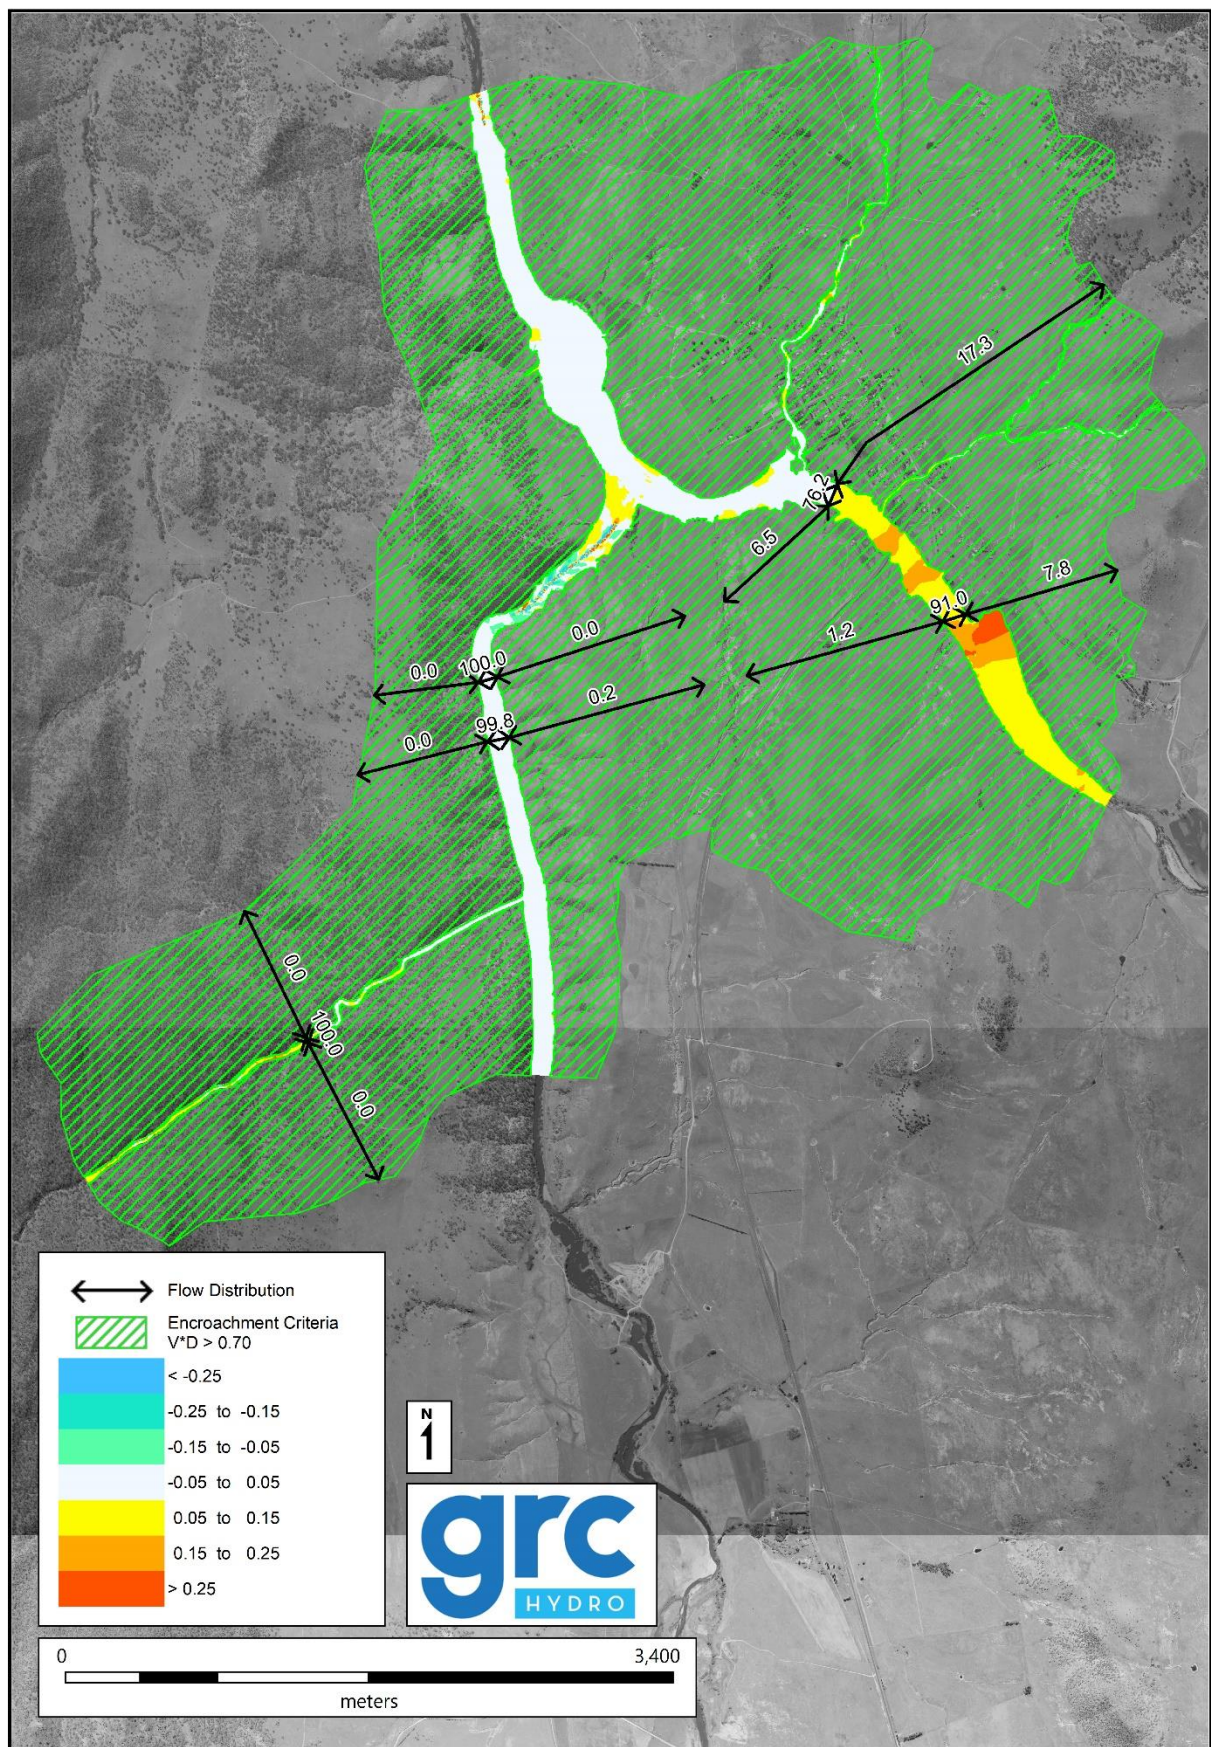 17.3
76.2
6.5
7.8
91.0
1.2
0.0
100.0
0.0
0.2
99.8
0.0
0.0
100.0
0.0
Flow Distribution
Encroachment Criteria
V*D > 0.70
< -0.25
-0.25 to -0.15
-0.15 to -0.05
-0.05 to 0.05
0.05 to 0.15
0.15 to 0.25
> 0.25
N
grc
HYDRO
0 3,400
meters